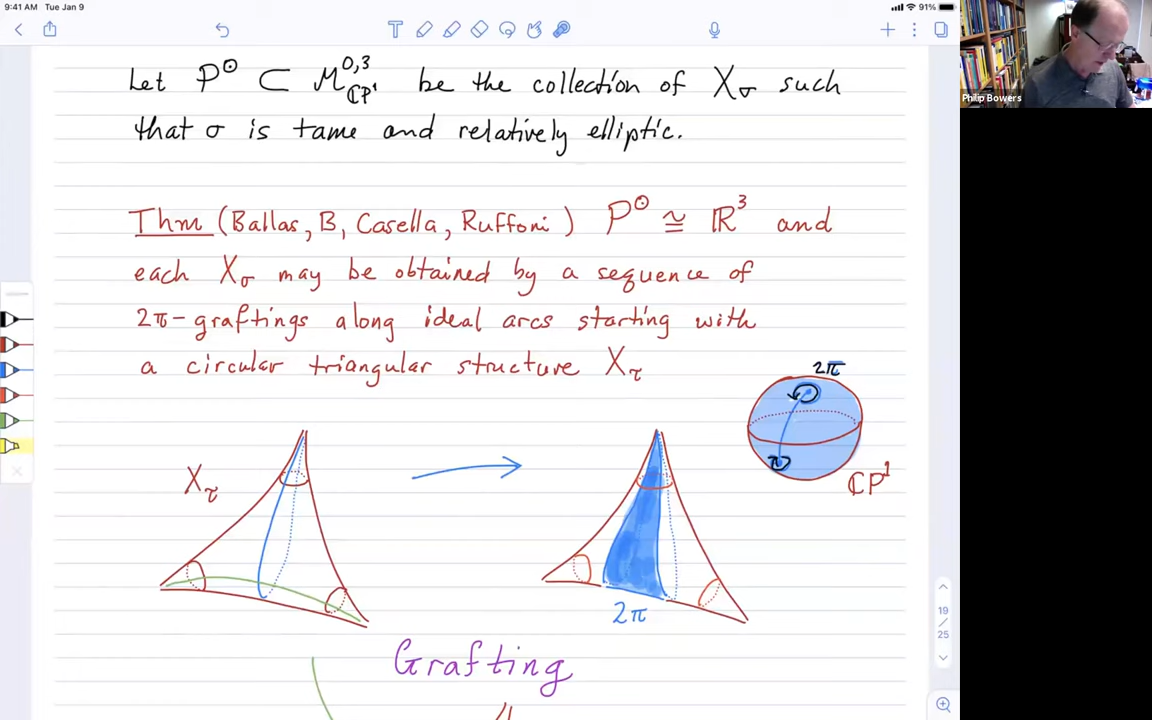 9:41 AM Tue Jan 9
91%
Let P^⊙ ⊂ M^{0,3}_{ℂP¹} be the collection of X_σ such
that σ is tame and relatively elliptic.
Philip Bowers
Thm (Ballas, B, Casella, Ruffoni) P^⊙ ≅ ℝ³ and
each X_σ may be obtained by a sequence of
2π-graftings along ideal arcs starting with
a circular triangular structure X_τ
2π
X_τ
ℂP¹
2π
19
/
25
Grafting